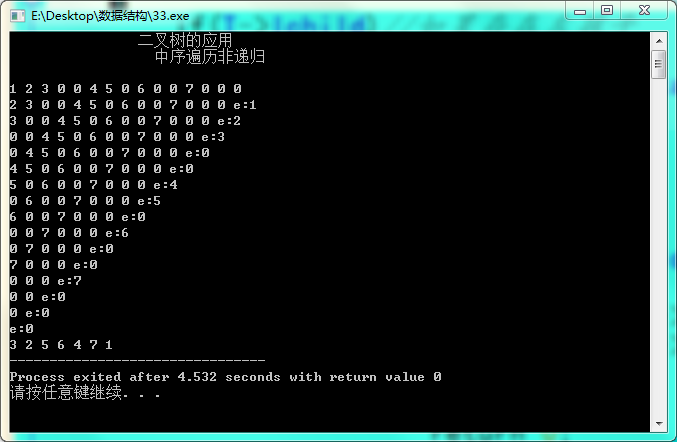 E:\Desktop\数据结构\33.exe
二叉树的应用
中序遍历非递归
1 2 3 0 0 4 5 0 6 0 0 7 0 0 0
2 3 0 0 4 5 0 6 0 0 7 0 0 0 e:1
3 0 0 4 5 0 6 0 0 7 0 0 0 e:2
0 0 4 5 0 6 0 0 7 0 0 0 e:3
0 4 5 0 6 0 0 7 0 0 0 e:0
4 5 0 6 0 0 7 0 0 0 e:0
5 0 6 0 0 7 0 0 0 e:4
0 6 0 0 7 0 0 0 e:5
6 0 0 7 0 0 0 e:0
0 0 7 0 0 0 e:6
0 7 0 0 0 e:0
7 0 0 0 e:0
0 0 0 e:7
0 0 e:0
0 e:0
e:0
3 2 5 6 4 7 1
--------------------------------
Process exited after 4.532 seconds with return value 0
请按任意键继续. . .